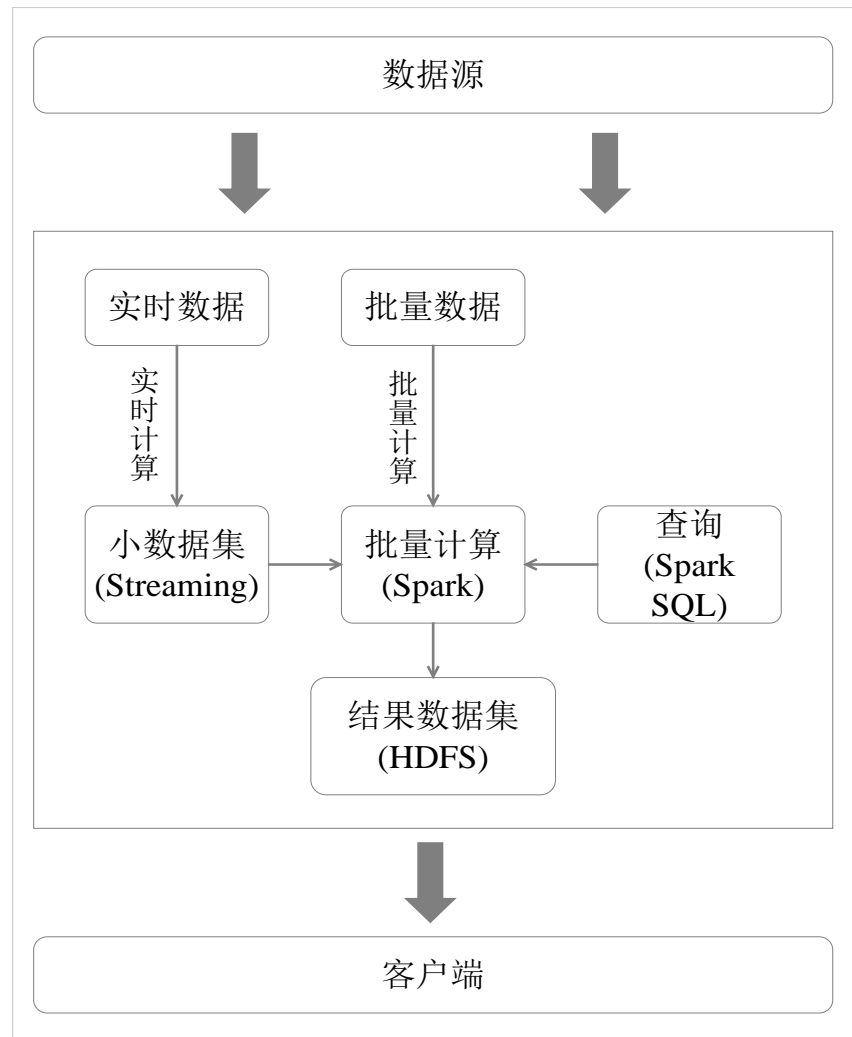 数据源
实时数据
批量数据
实时计算
批量计算
小数据集
(Streaming)
批量计算
(Spark)
查询
(Spark
SQL)
结果数据集
(HDFS)
客户端